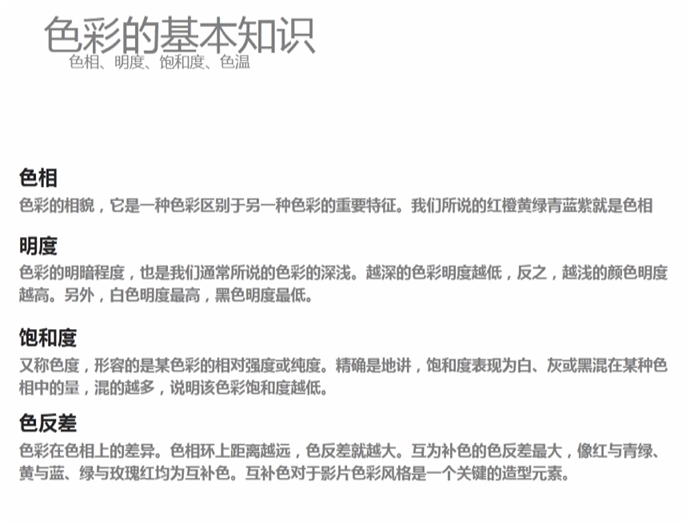 色彩的基本知识
色相、明度、饱和度、色温
色相
色彩的相貌，它是一种色彩区别于另一种色彩的重要特征。我们所说的红橙黄绿青蓝紫就是色相
明度
色彩的明暗程度，也是我们通常所说的色彩的深浅。越深的色彩明度越低，反之，越浅的颜色明度
越高。另外，白色明度最高，黑色明度最低。
饱和度
又称色度，形容的是某色彩的相对强度或纯度。精确是地讲，饱和度表现为白、灰或黑混在某种色
相中的量，混的越多，说明该色彩饱和度越低。
色反差
色彩在色相上的差异。色相环上距离越远，色反差就越大。互为补色的色反差最大，像红与青绿、
黄与蓝、绿与玫瑰红均为互补色。互补色对于影片色彩风格是一个关键的造型元素。